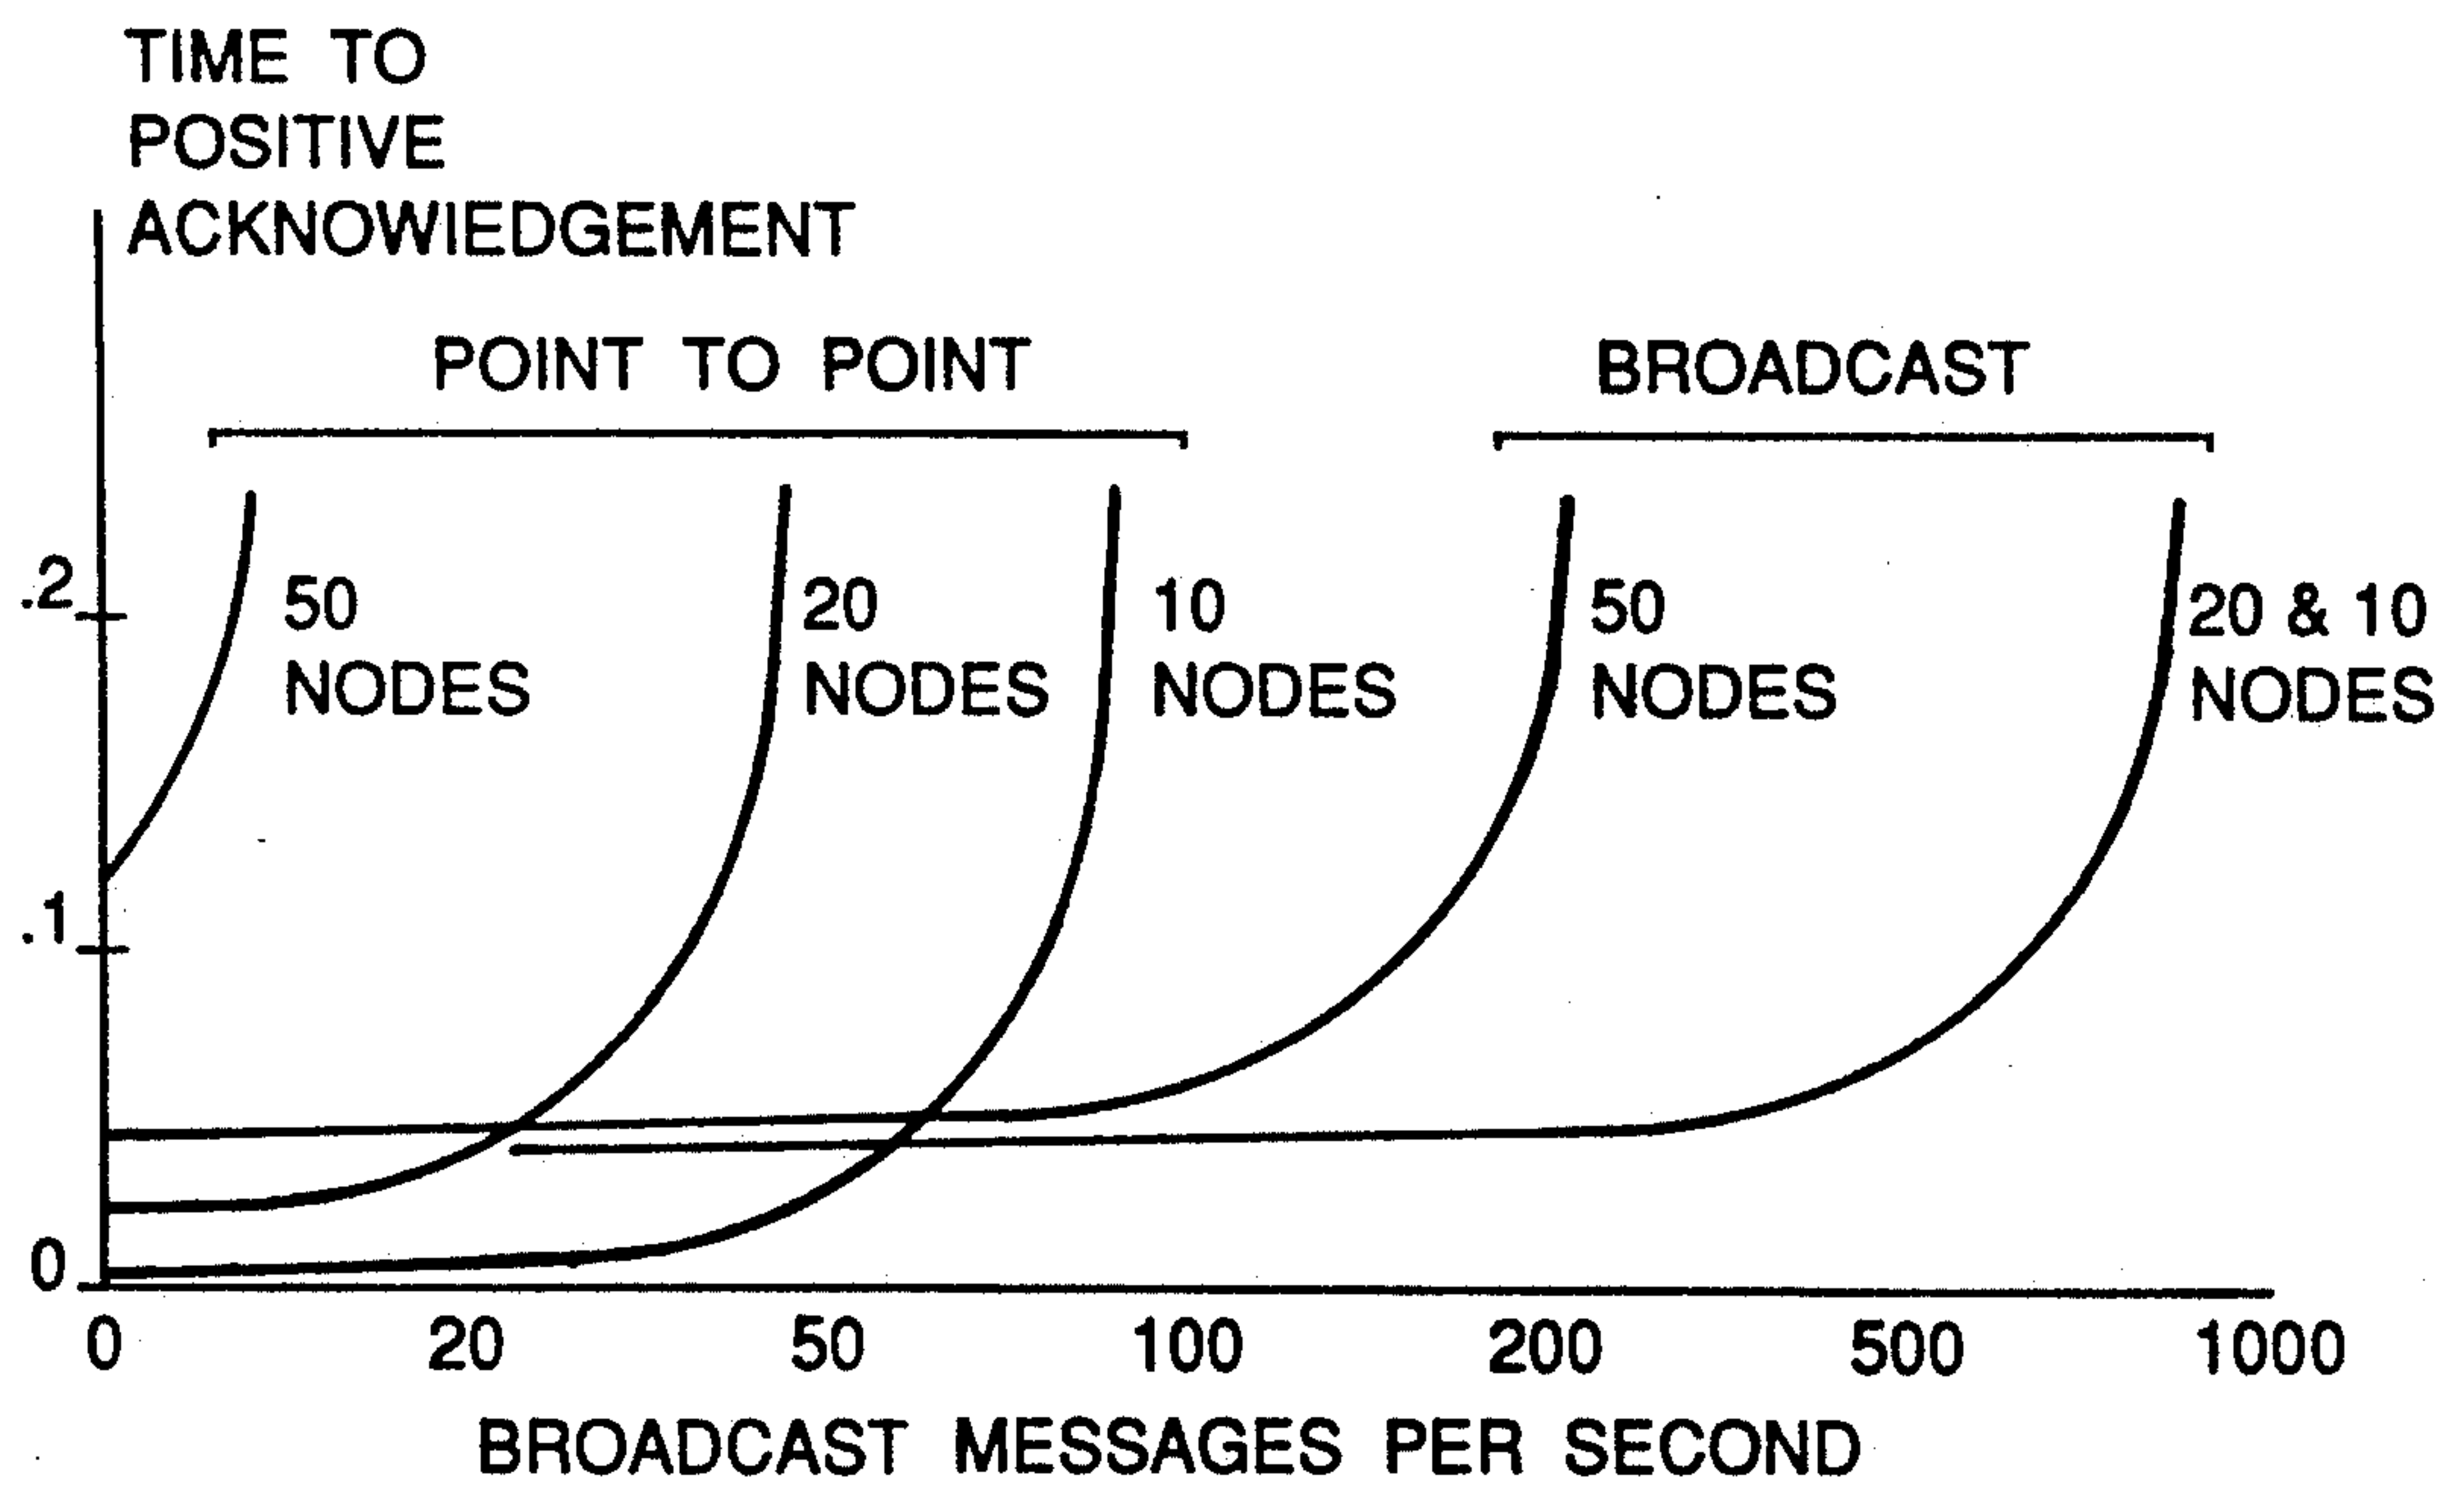 TIME TO
POSITIVE
ACKNOWIEDGEMENT
POINT TO POINT
BROADCAST
.2
50
NODES
20
NODES
10
NODES
50
NODES
20 & 10
NODES
.1
0
0 20 50 100 200 500 1000
BROADCAST MESSAGES PER SECOND